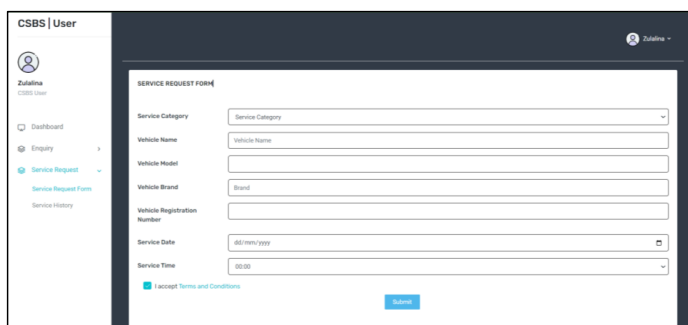 CSBS | User
Zulalina
Zulalina
CSBS User
Dashboard
Enquiry
Service Request
Service Request Form
Service History
SERVICE REQUEST FORM
Service Category
Service Category
Vehicle Name
Vehicle Name
Vehicle Model
Vehicle Brand
Brand
Vehicle Registration
Number
Service Date
dd/mm/yyyy
Service Time
00:00
I accept Terms and Conditions
Submit